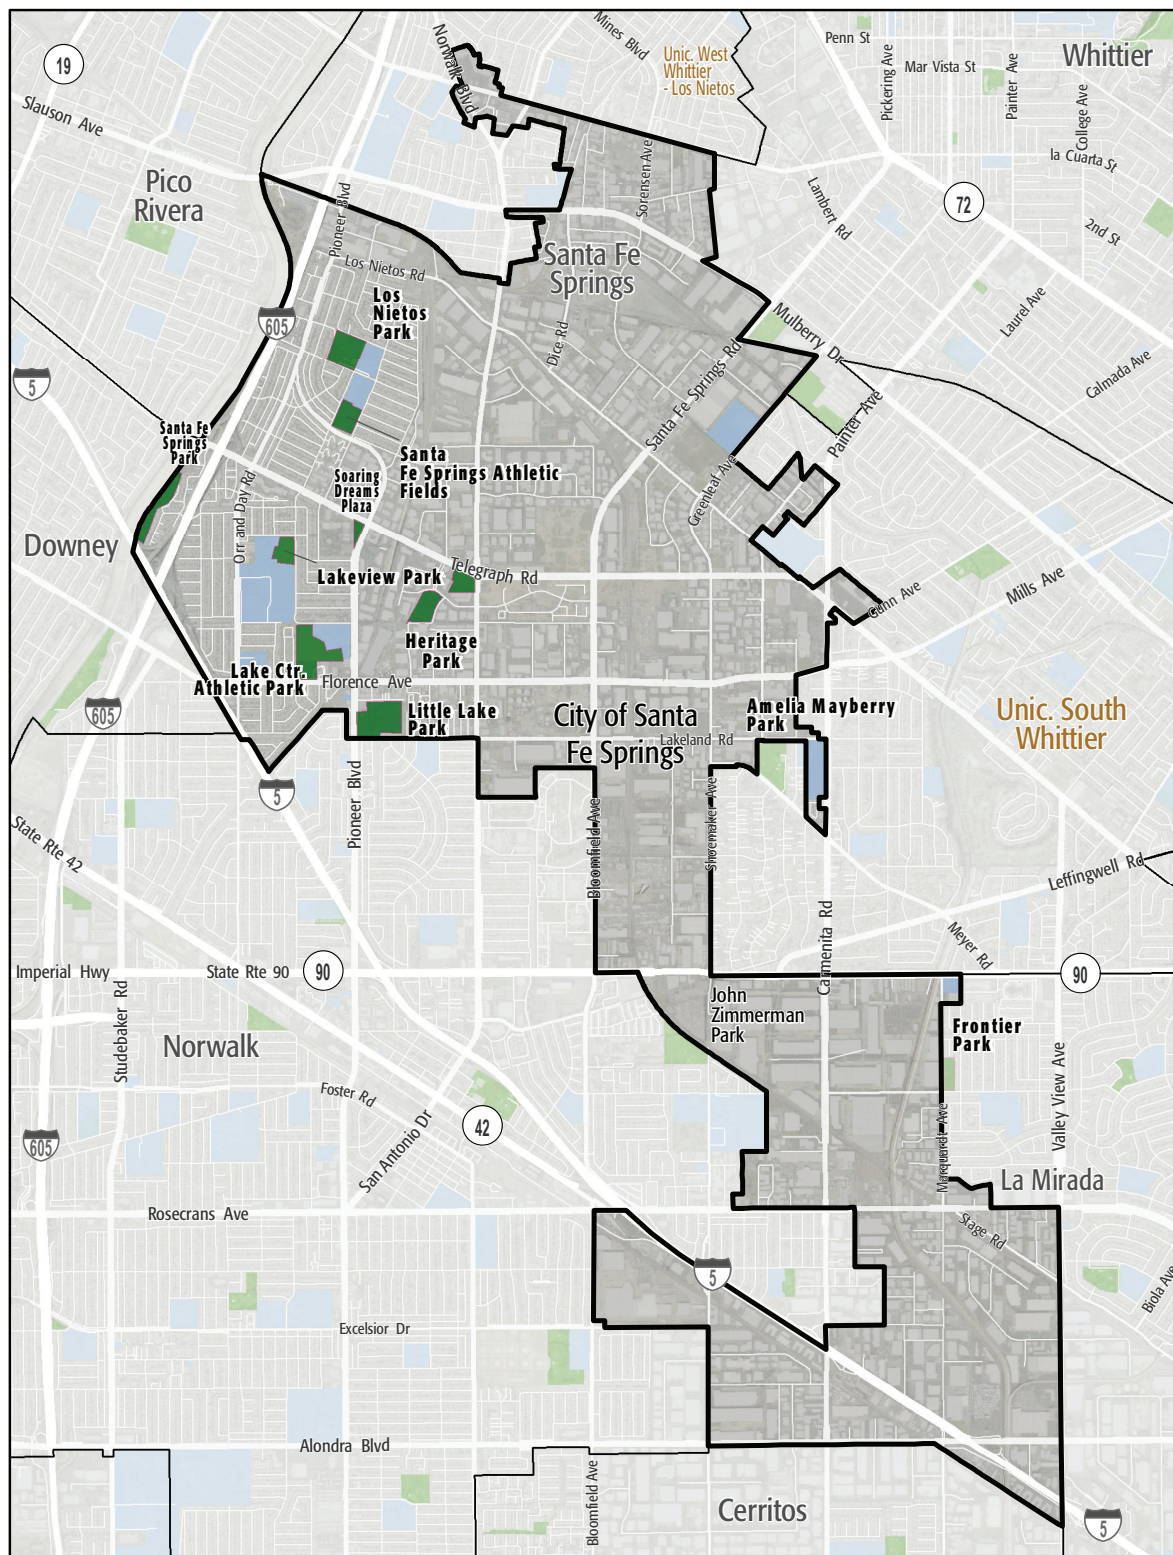 Norwalk Blvd
Mines Blvd
Unic. West
Whittier
- Los Nietos
Penn St
Mar Vista St
Pickering Ave
Painter Ave
College Ave
Whittier
19
Slauson Ave
la Cuarta St
Pico
Rivera
Pioneer Blvd
Sorensen Ave
Lambert Rd
72
2nd St
Los Nietos Rd
Santa Fe
Springs
Laurel Ave
Los
Nietos
Park
605
Dice Rd
Santa Fe Springs Rd
Mulberry Dr
Calmada Ave
5
Painter Ave
Santa Fe
Springs
Park
Santa
Fe Springs Athletic
Fields
Soaring
Dreams
Plaza
Orr and Day Rd
Greenleaf Ave
Downey
Lakeview Park
Telegraph Rd
Gunn Ave
Mills Ave
Heritage
Park
Lake Ctr.
Athletic Park
Florence Ave
605
Little Lake
Park
City of Santa
Fe Springs
Amelia Mayberry
Park
Lakeland Rd
Unic. South
Whittier
5
Pioneer Blvd
Bloomfield Ave
Shoemaker Ave
State Rte 42
Leffingwell Rd
Carmenita Rd
Meyer Rd
Imperial Hwy
State Rte 90
90
90
Studebaker Rd
John
Zimmerman
Park
Frontier
Park
Norwalk
Valley View Ave
Foster Rd
San Antonio Dr
42
605
Marquardt Ave
La Mirada
Rosecrans Ave
Stage Rd
5
Biola Ave
Excelsior Dr
Alondra Blvd
Bloomfield Ave
Cerritos
5